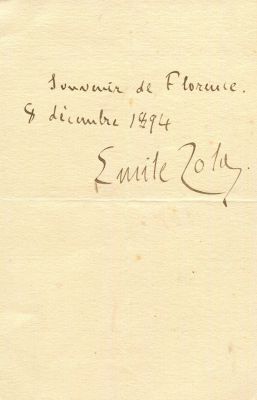 Souvenir de Florence.
8 décembre 1894
Emile Zola